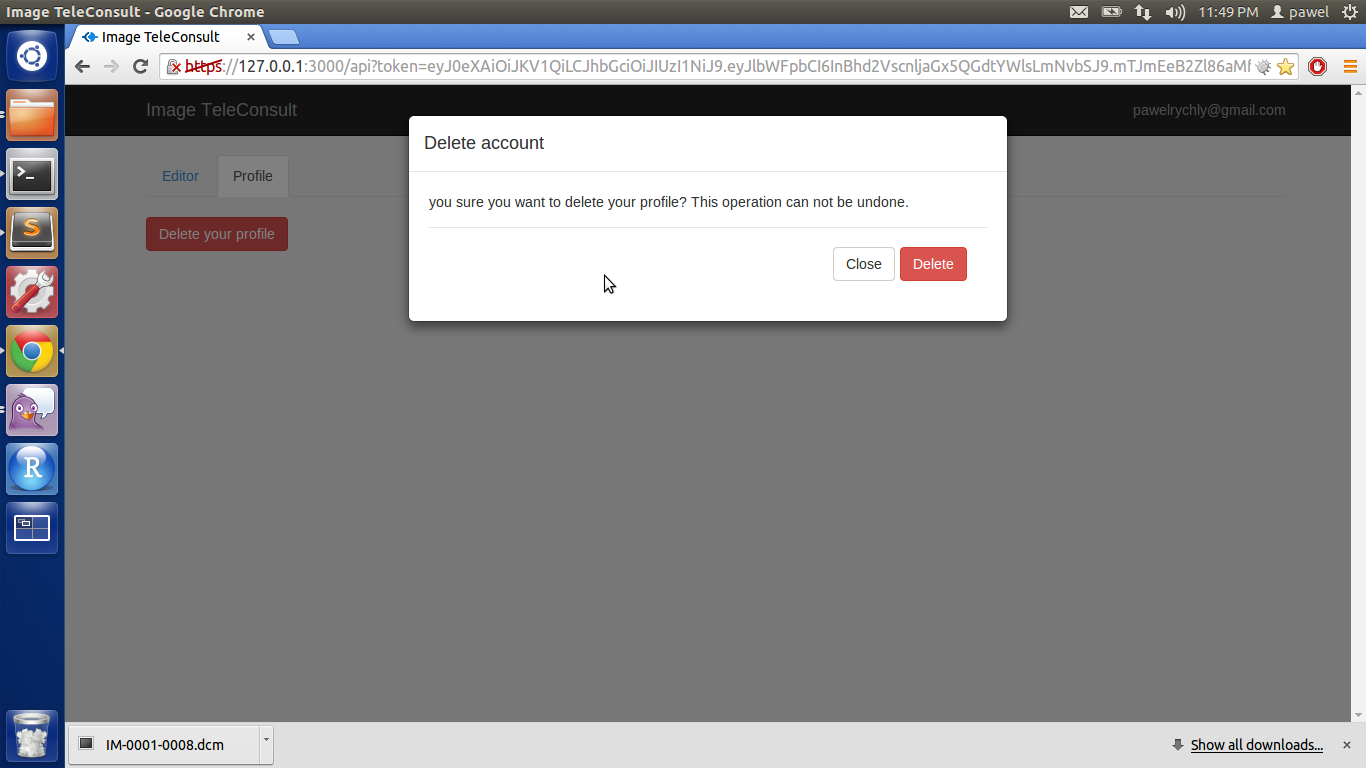 Image TeleConsult - Google Chrome
11:49 PM pawel
Image TeleConsult
https://127.0.0.1:3000/api?token=eyJ0eXAiOiJKV1QiLCJhbGciOiJIUzI1NiJ9.eyJlbWFpbCI6InBhd2VscnljaGx5QGdtYWlsLmNvbSJ9.mTJmEeB2Zl86aMf
Image TeleConsult
pawelrychly@gmail.com
Delete account
Editor
Profile
you sure you want to delete your profile? This operation can not be undone.
Delete your profile
Close
Delete
IM-0001-0008.dcm
Show all downloads...